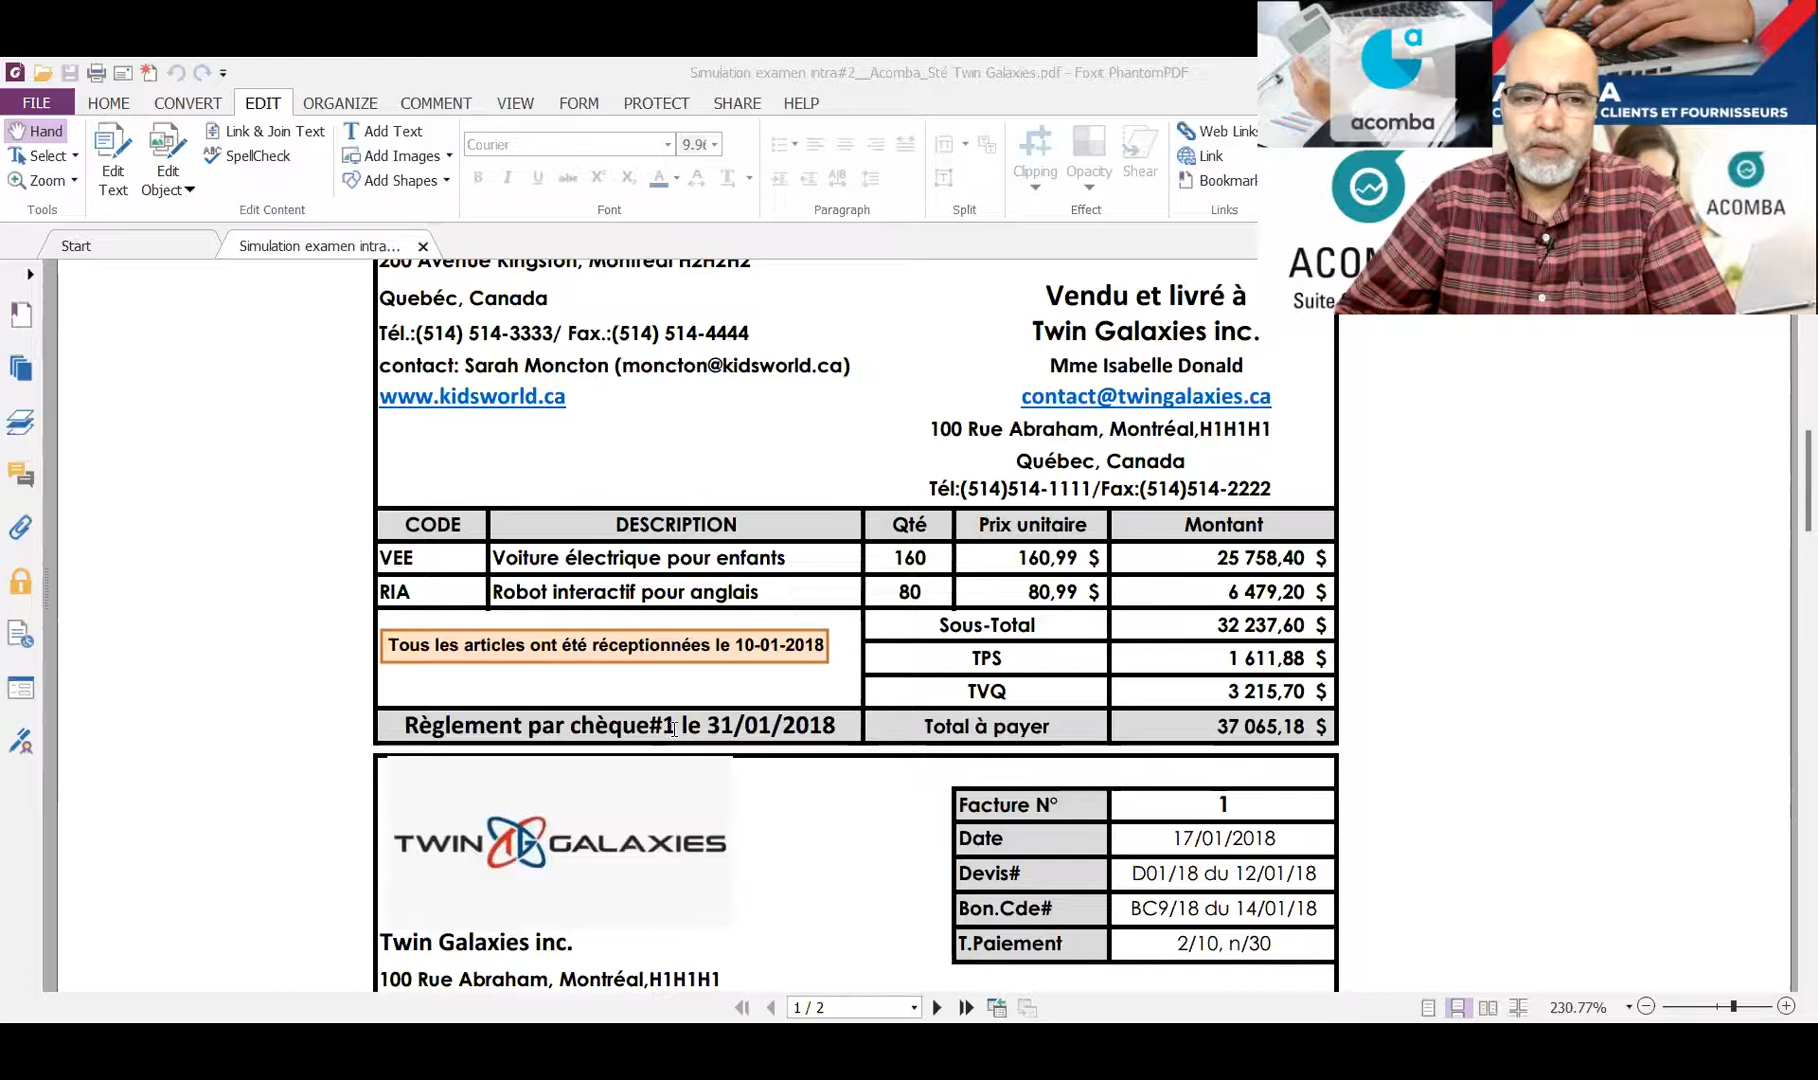 Simulation examen intra#2__Acomba_Sté Twin Galaxies.pdf - Foxit PhantomPDF
FILE HOME CONVERT EDIT ORGANIZE COMMENT VIEW FORM PROTECT SHARE HELP
Hand
Select
Zoom
Tools
Edit Text
Edit Object
Link & Join Text
SpellCheck
Edit Content
Add Text
Add Images
Add Shapes
Courier 9.96
Font
Paragraph
Split
Clipping Opacity Shear
Effect
Web Links
Link
Bookmark
Links
acomba
CLIENTS ET FOURNISSEURS
ACOMBA
Suite
Start
Simulation examen intra...
200 Avenue Kingston, Montréal H2H2H2
Quebéc, Canada
Tél.:(514) 514-3333/ Fax.:(514) 514-4444
contact: Sarah Moncton (moncton@kidsworld.ca)
www.kidsworld.ca
Vendu et livré à
Twin Galaxies inc.
Mme Isabelle Donald
contact@twingalaxies.ca
100 Rue Abraham, Montréal,H1H1H1
Québec, Canada
Tél:(514)514-1111/Fax:(514)514-2222
CODE DESCRIPTION Qté Prix unitaire Montant
VEE Voiture électrique pour enfants 160 160,99 $ 25 758,40 $
RIA Robot interactif pour anglais 80 80,99 $ 6 479,20 $
Sous-Total 32 237,60 $
Tous les articles ont été réceptionnées le 10-01-2018
TPS 1 611,88 $
TVQ 3 215,70 $
Règlement par chèque#1 le 31/01/2018 Total à payer 37 065,18 $
TWIN TG GALAXIES
Facture N° 1
Date 17/01/2018
Devis# D01/18 du 12/01/18
Bon.Cde# BC9/18 du 14/01/18
T.Paiement 2/10, n/30
Twin Galaxies inc.
100 Rue Abraham, Montréal,H1H1H1
1 / 2
230.77%